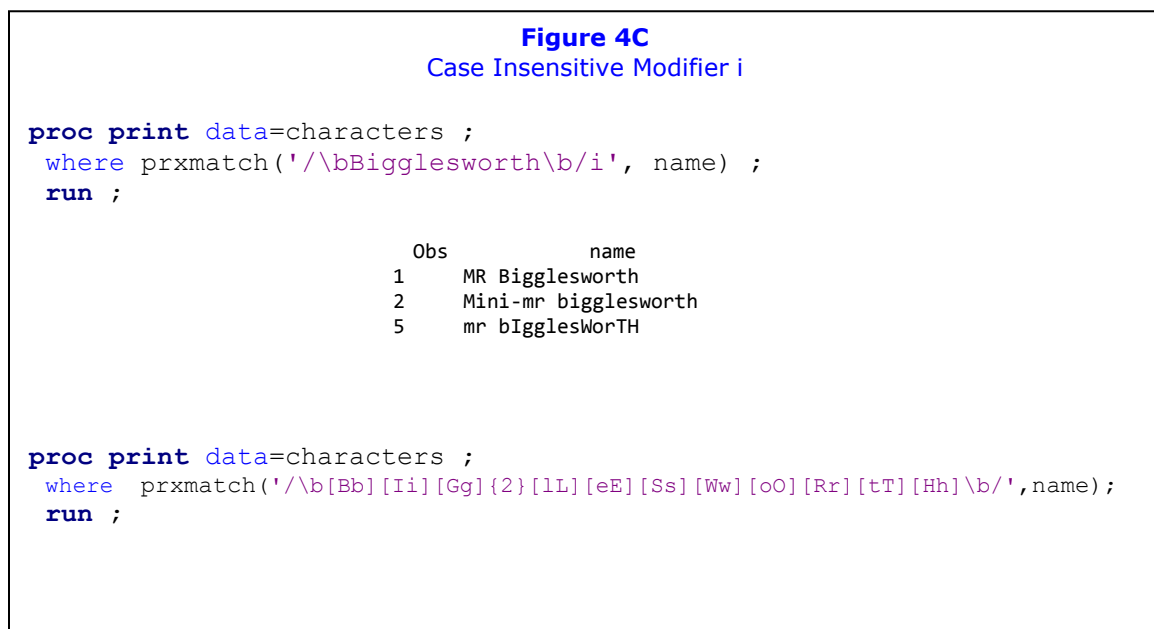 Figure 4C
Case Insensitive Modifier i
proc print data=characters ;
where prxmatch('/\bBigglesworth\b/i', name) ;
run ;
Obs name
1 MR Bigglesworth
2 Mini-mr bigglesworth
5 mr bIgglesWorTH
proc print data=characters ;
where prxmatch('/\b[Bb][Ii][Gg]{2}[lL][eE][Ss][Ww][oO][Rr][tT][Hh]\b/',name);
run ;